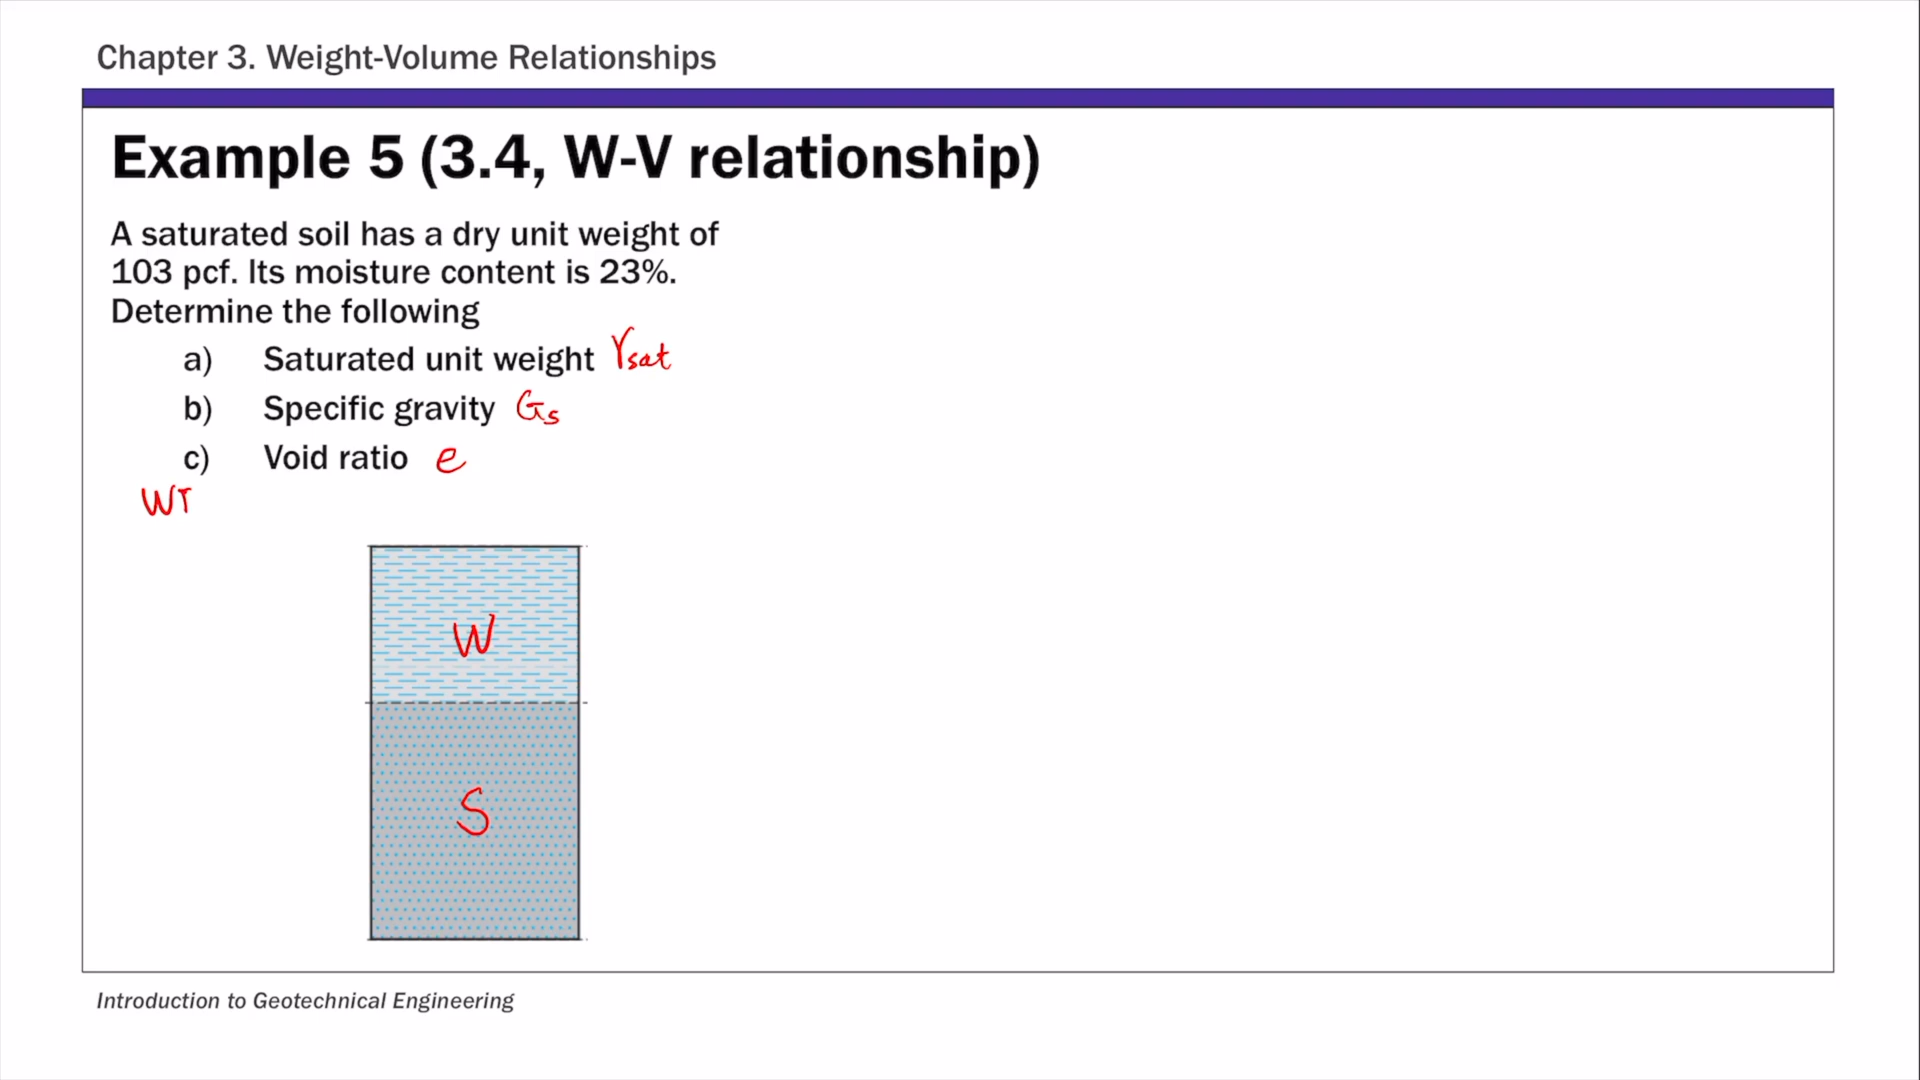 Chapter 3. Weight-Volume Relationships
Example 5 (3.4, W-V relationship)
A saturated soil has a dry unit weight of
103 pcf. Its moisture content is 23%.
Determine the following
a) Saturated unit weight γsat
b) Specific gravity Gs
c) Void ratio e
WT
W
S
Introduction to Geotechnical Engineering